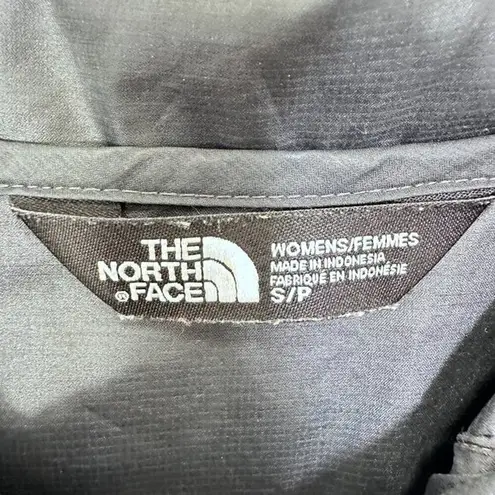 THE
NORTH
®FACE
WOMENS/FEMMES
MADE IN INDONESIA
FABRIQUÉ EN INDONÉSIE
S/P